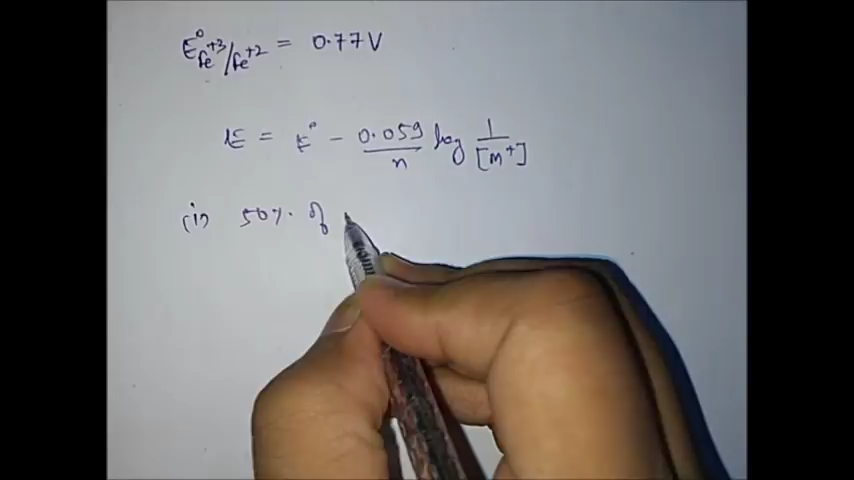 E°Fe+3/Fe+2 = 0.77V
E = E° - 0.059/n log 1/[M+]
(i) 50% of